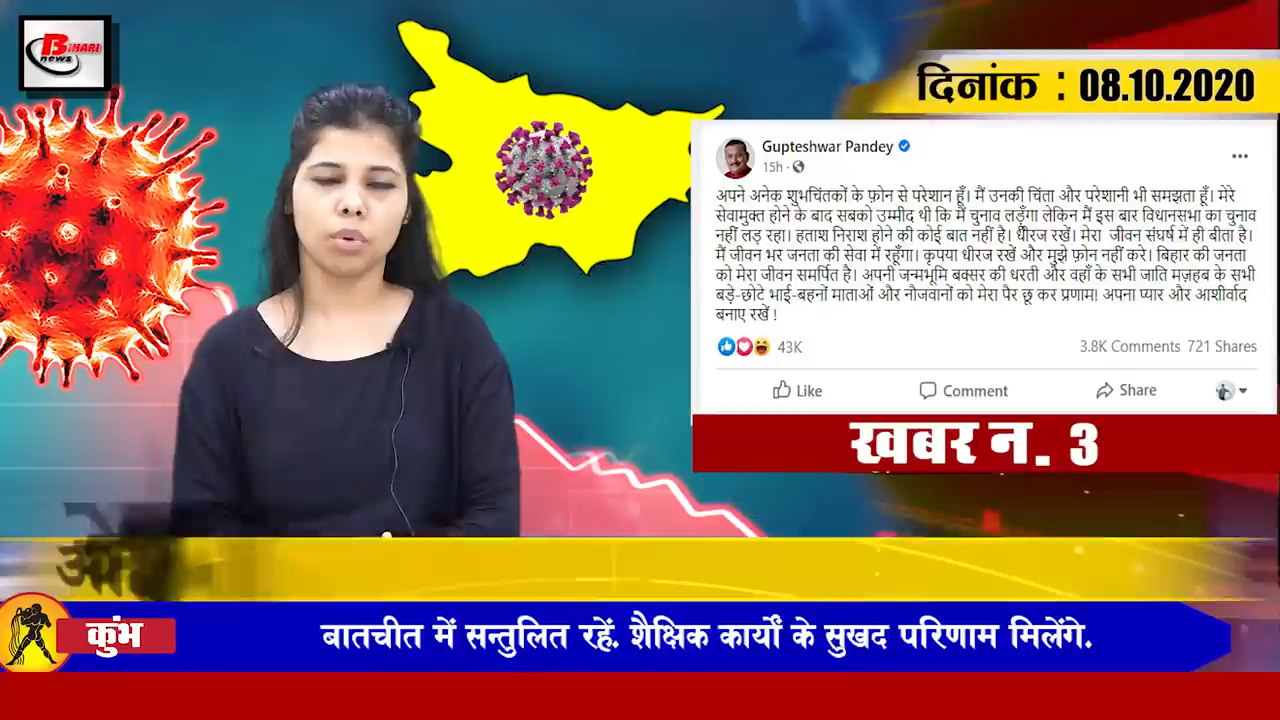 BIHARI
news
दिनांक : 08.10.2020
Gupteshwar Pandey
15h
अपने अनेक शुभचिंतकों के फ़ोन से परेशान हूँ। मैं उनकी चिंता और परेशानी भी समझता हूँ। मेरे
सेवामुक्त होने के बाद सबको उम्मीद थी कि मैं चुनाव लड़ूँगा लेकिन मैं इस बार विधानसभा का चुनाव
नहीं लड़ रहा। हताश निराश होने की कोई बात नहीं है। धीरज रखें। मेरा जीवन संघर्ष में ही बीता है।
मैं जीवन भर जनता की सेवा में रहूँगा। कृपया धीरज रखें और मुझे फ़ोन नहीं करे। बिहार की जनता
को मेरा जीवन समर्पित है। अपनी जन्मभूमि बक्सर की धरती और वहाँ के सभी जाति मज़हब के सभी
बड़े-छोटे भाई-बहनों माताओं और नौजवानों को मेरा पैर छू कर प्रणाम! अपना प्यार और आशीर्वाद
बनाए रखें !
43K
3.8K Comments 721 Shares
Like Comment Share
खबर न. 3
कुंभ
बातचीत में सन्तुलित रहें. शैक्षिक कार्यों के सुखद परिणाम मिलेंगे.